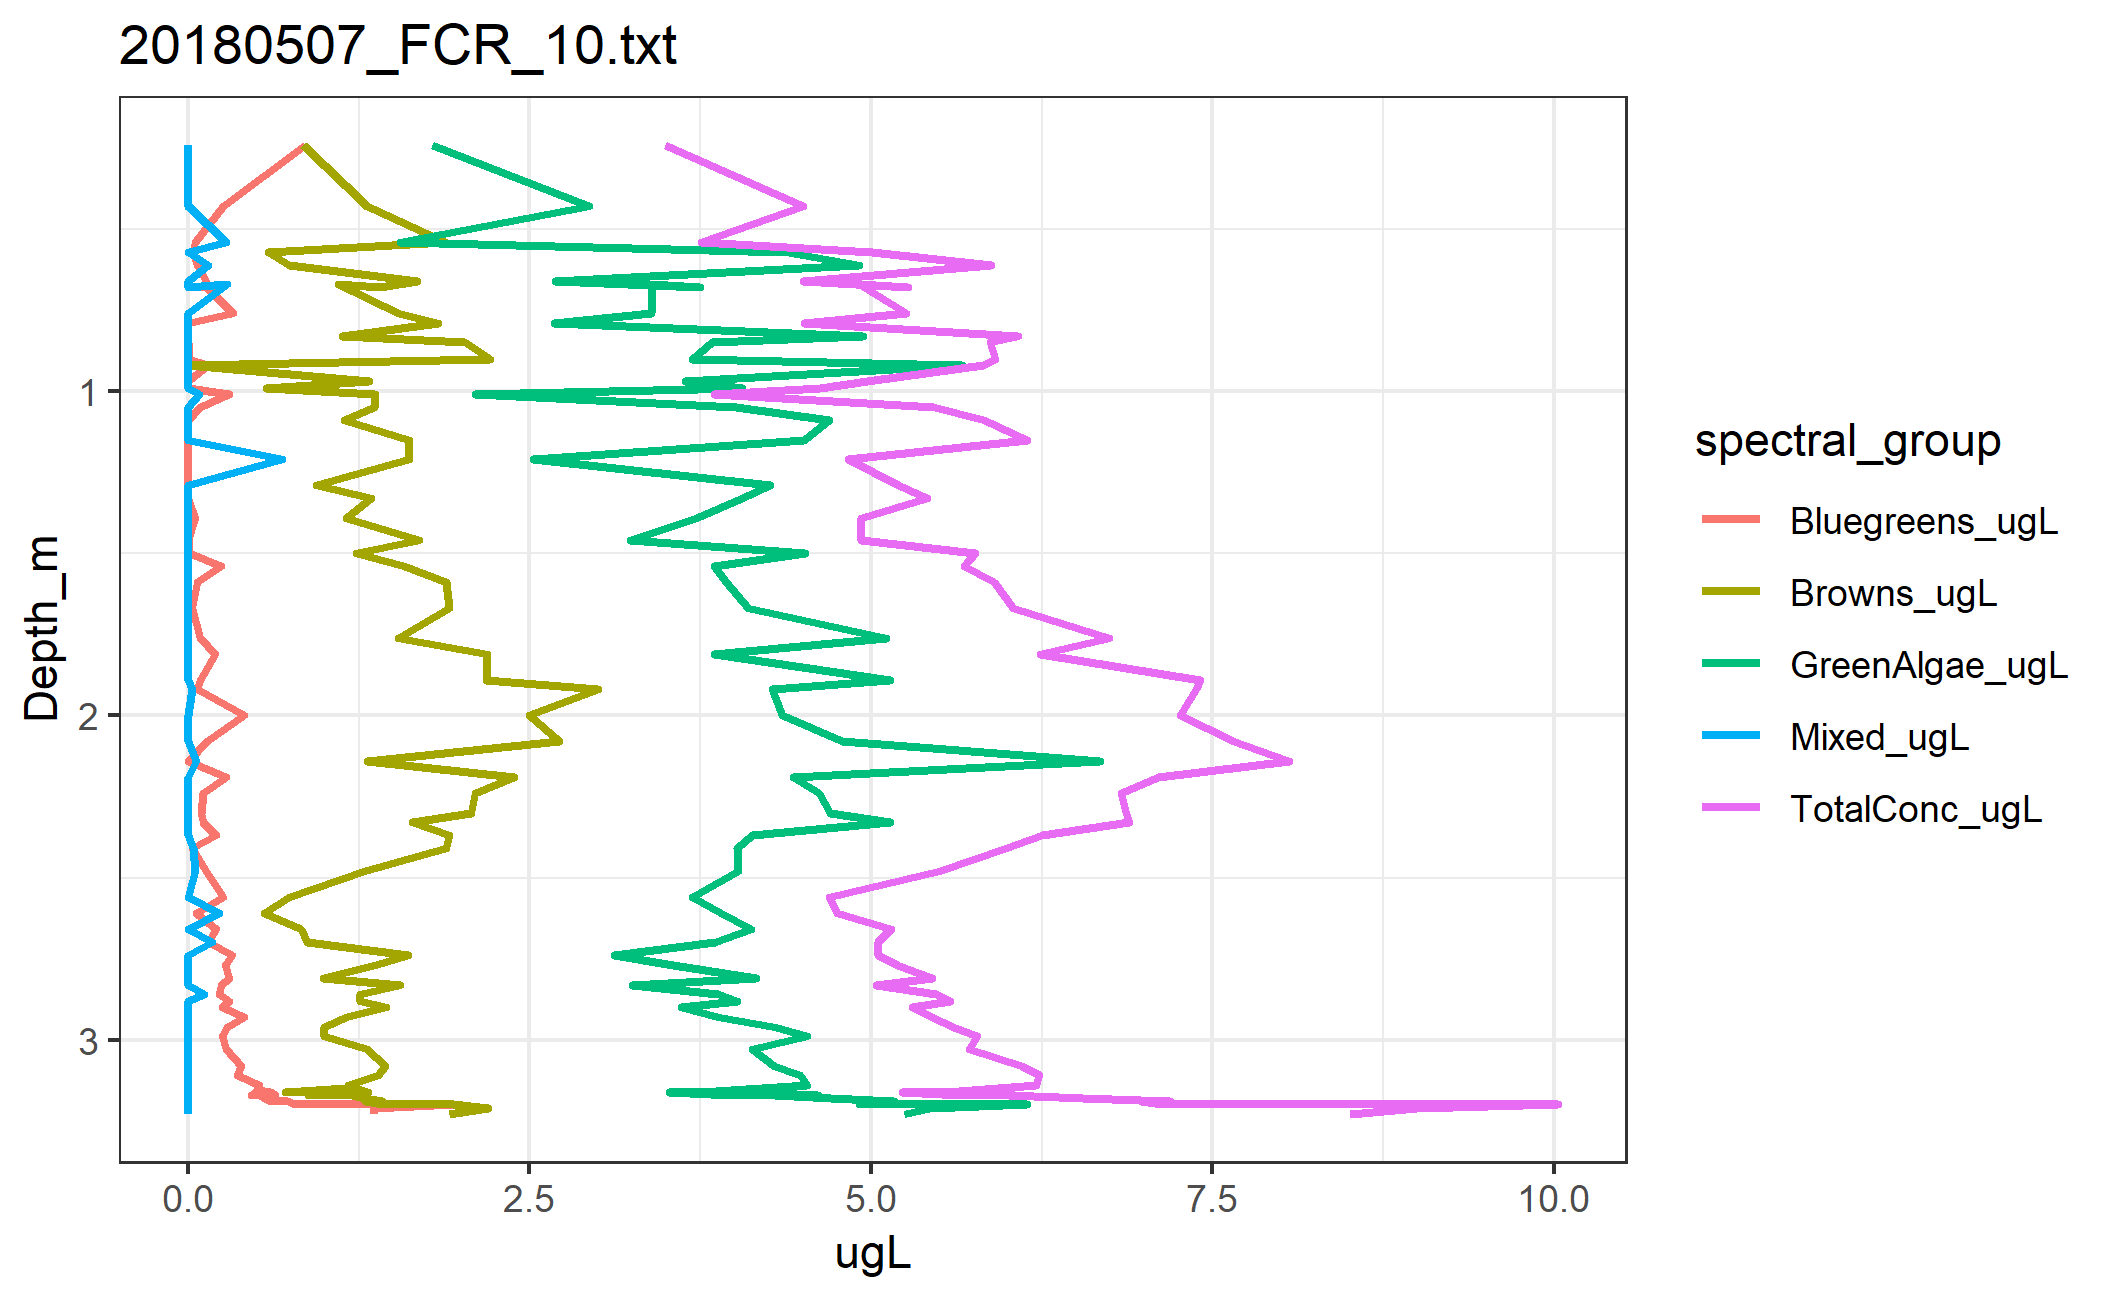 20180507_FCR_10.txt
Depth_m
1
2
3
0.0 2.5 5.0 7.5 10.0
ugL
spectral_group
Bluegreens_ugL
Browns_ugL
GreenAlgae_ugL
Mixed_ugL
TotalConc_ugL